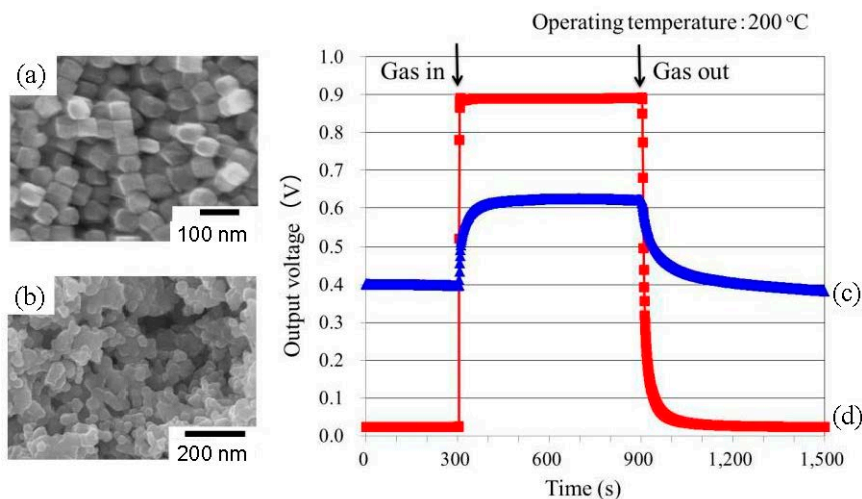 Operating temperature : 200 °C
(a)
100 nm
(b)
200 nm
Gas in
Gas out
Output voltage (V)
1.0
0.9
0.8
0.7
0.6
0.5
0.4
0.3
0.2
0.1
0.0
(c)
(d)
0 300 600 900 1,200 1,500
Time (s)